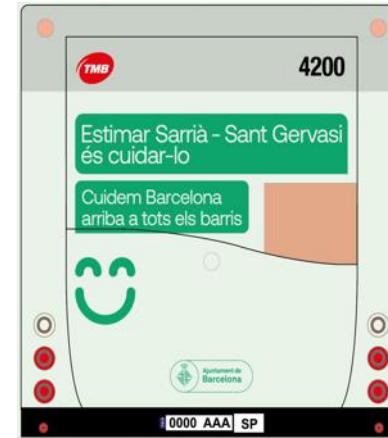 TMB
4200
Estimar Sarrià - Sant Gervasi
és cuidar-lo
Cuidem Barcelona
arriba a tots els barris
Ajuntament de
Barcelona
0000 AAA SP